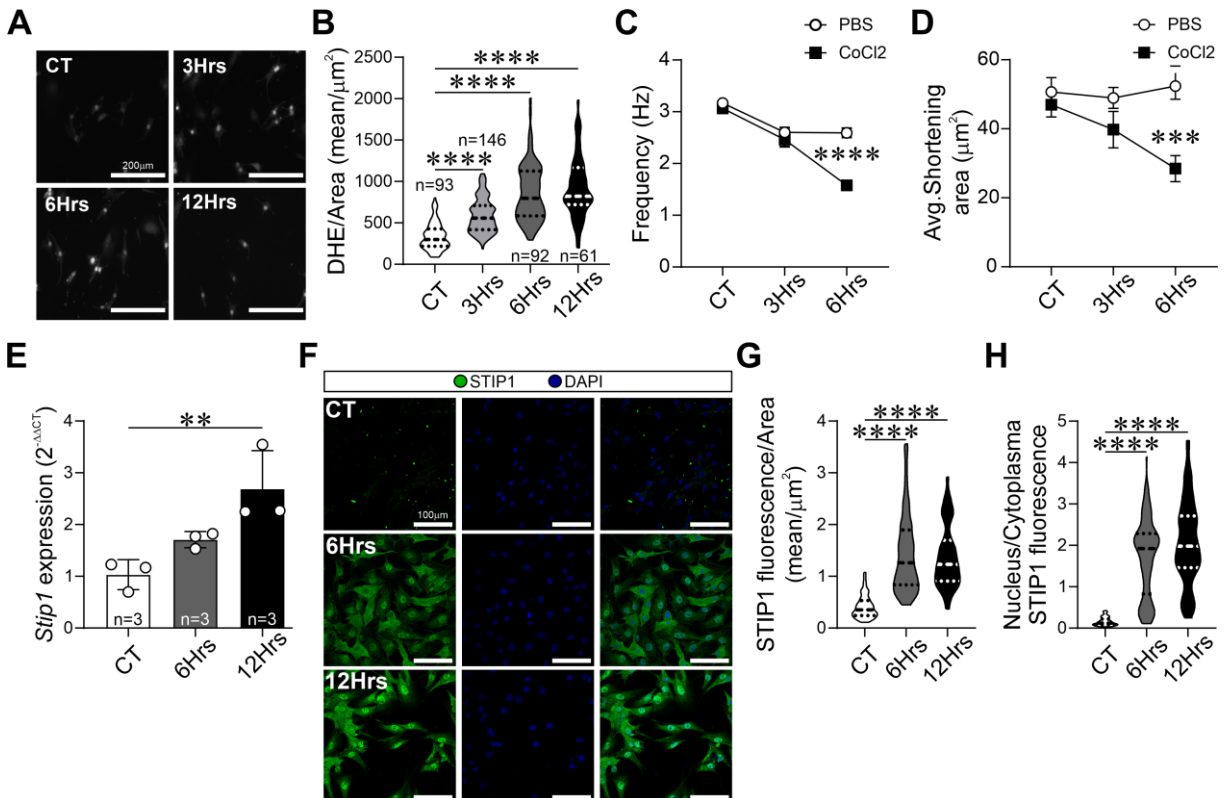 A
CT
3Hrs
200μm
6Hrs
12Hrs
B
DHE/Area (mean/μm²)
2500
2000
1500
1000
500
0
****
****
****
n=93
n=146
n=92
n=61
CT
3Hrs
6Hrs
12Hrs
C
PBS
CoCl2
Frequency (Hz)
4
3
2
1
0
****
CT
3Hrs
6Hrs
D
PBS
CoCl2
Avg.Shortening
area (μm²)
60
40
20
0
***
CT
3Hrs
6Hrs
E
Stip1 expression (2^-ΔΔCT)
4
3
2
1
0
**
n=3
n=3
n=3
CT
6Hrs
12Hrs
F
STIP1 DAPI
CT
100μm
6Hrs
12Hrs
G
STIP1 fluorescence/Area
(mean/μm²)
4
3
2
1
0
****
****
CT
6Hrs
12Hrs
H
Nucleus/Cytoplasma
STIP1 fluorescence
5
4
3
2
1
0
****
****
CT
6Hrs
12Hrs